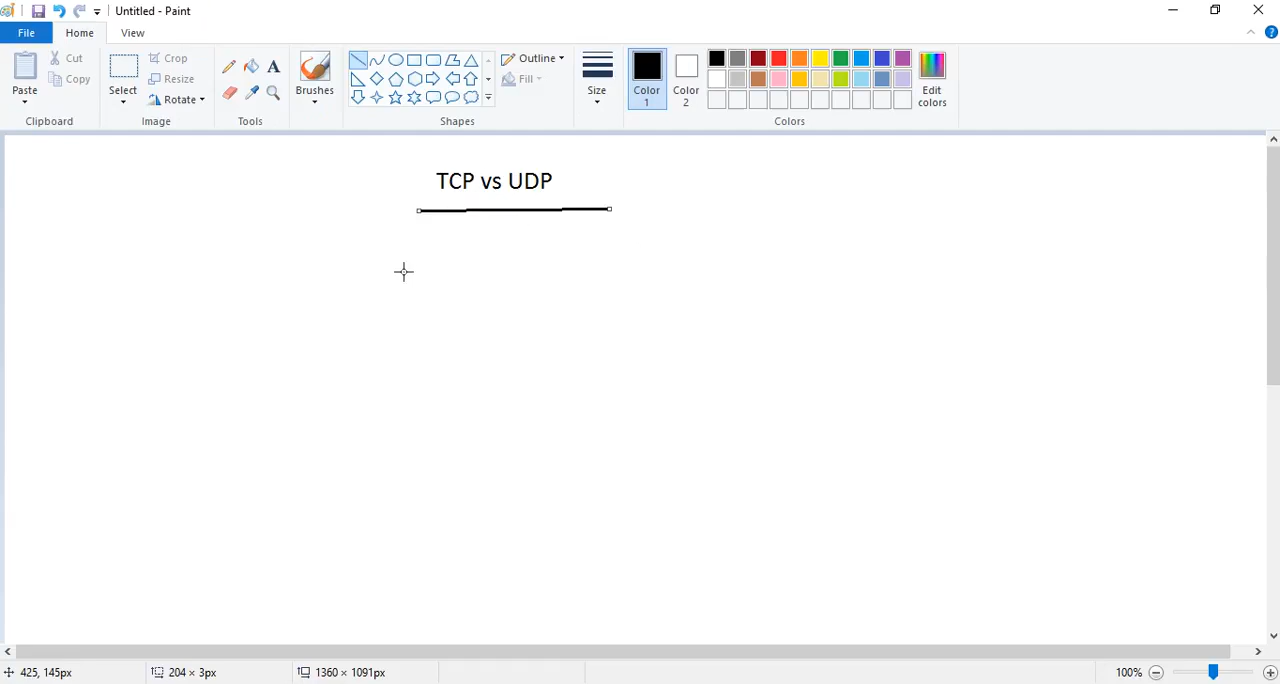 Untitled - Paint
File Home View
Paste Cut Copy
Clipboard
Select Crop Resize Rotate
Image
A
Tools
Brushes
Outline Fill
Shapes
Size
Color 1
Color 2
Edit colors
Colors
TCP vs UDP
425, 145px 204 × 3px 1360 × 1091px 100%